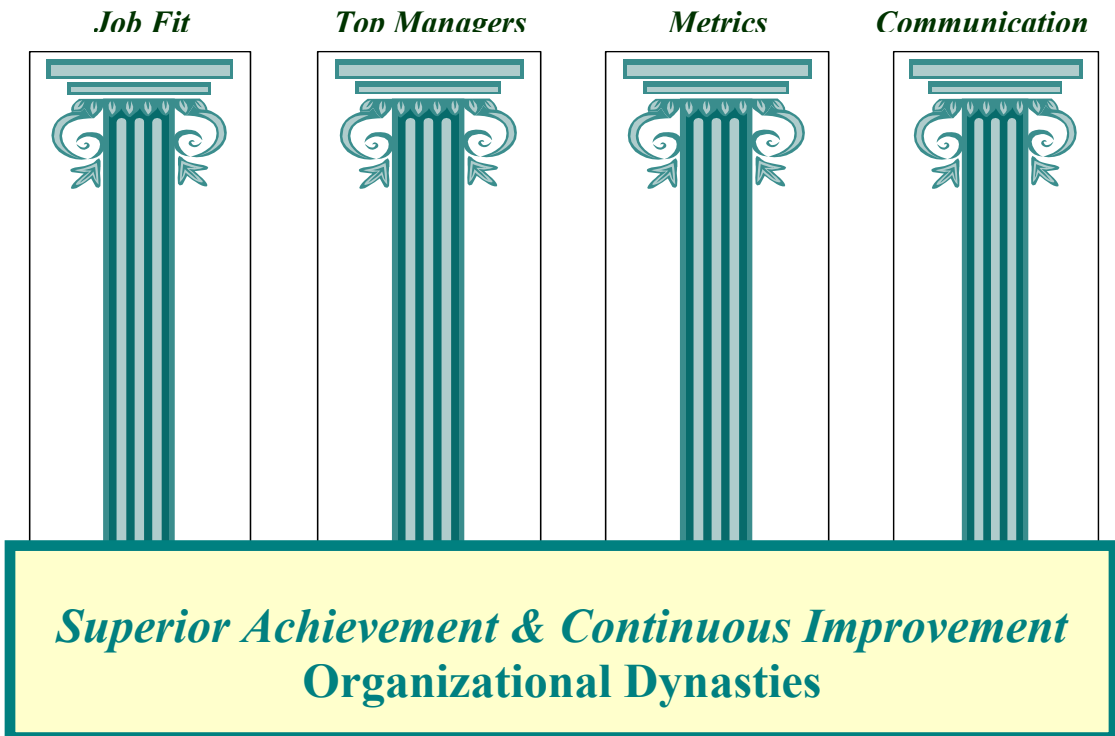 Job Fit
Top Managers
Metrics
Communication
Superior Achievement & Continuous Improvement
Organizational Dynasties